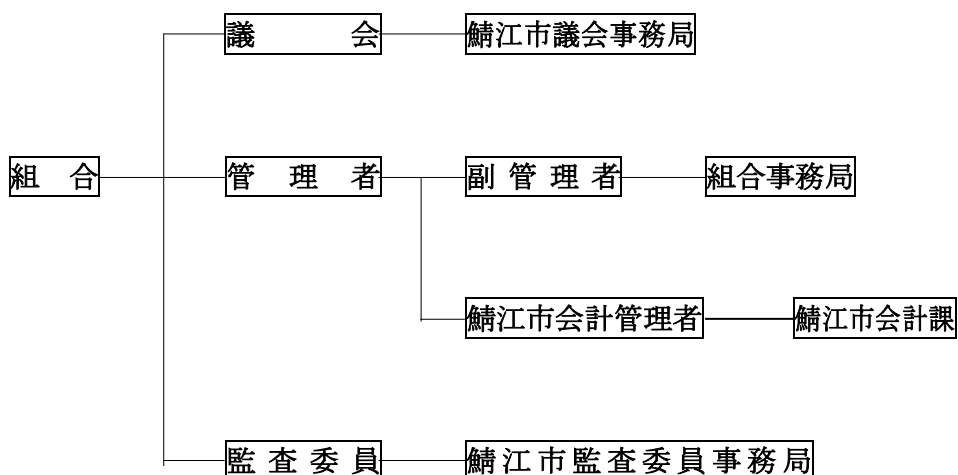 議会 鯖江市議会事務局
組合 管理者 副管理者 組合事務局
鯖江市会計管理者 鯖江市会計課
監査委員 鯖江市監査委員事務局